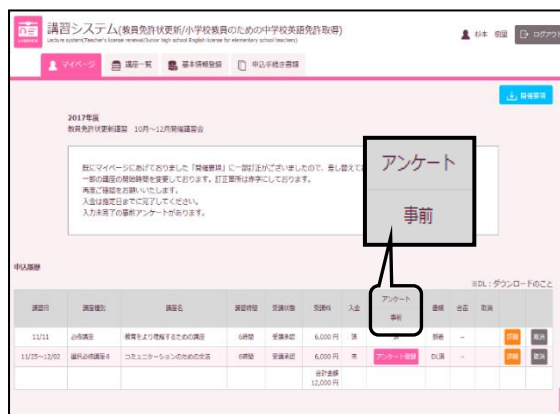 講習システム(教員免許状更新/小学校教員のための中学校英語免許取得)
Lecture system(Teacher's license renewal/Junior high school English license for elementary school teachers)
杉本 ログアウト
マイページ 講座一覧 基本情報登録 申込手続き書類
開催要項
2017年度
教員免許状更新講習 10月～12月開催講習会
既にマイページにあげておりました「開催要項」に一部訂正がございましたので、差し替えてお
一部の講座の開始時間を変更しております。訂正箇所は赤字にしております。
再度ご確認をお願いいたします。
入金は指定日までに完了してください。
入力未完了の事前アンケートがあります。
アンケート
事前
申込履歴
※DL：ダウンロードのこと
講習日 講座種別 講座名 講習時間 受講状態 受講料 入金 アンケート 事前 書類 合否 取消
11/11 必修講座 教育をより理解するための講座 6時間 受講承認 6,000円 済 済 － 詳細 取消
11/25～12/02 選択必修講座6 コミュニケーションのための文法 6時間 受講承認 6,000円 未 アンケート登録 DL済 － 詳細 取消
合計金額
12,000円